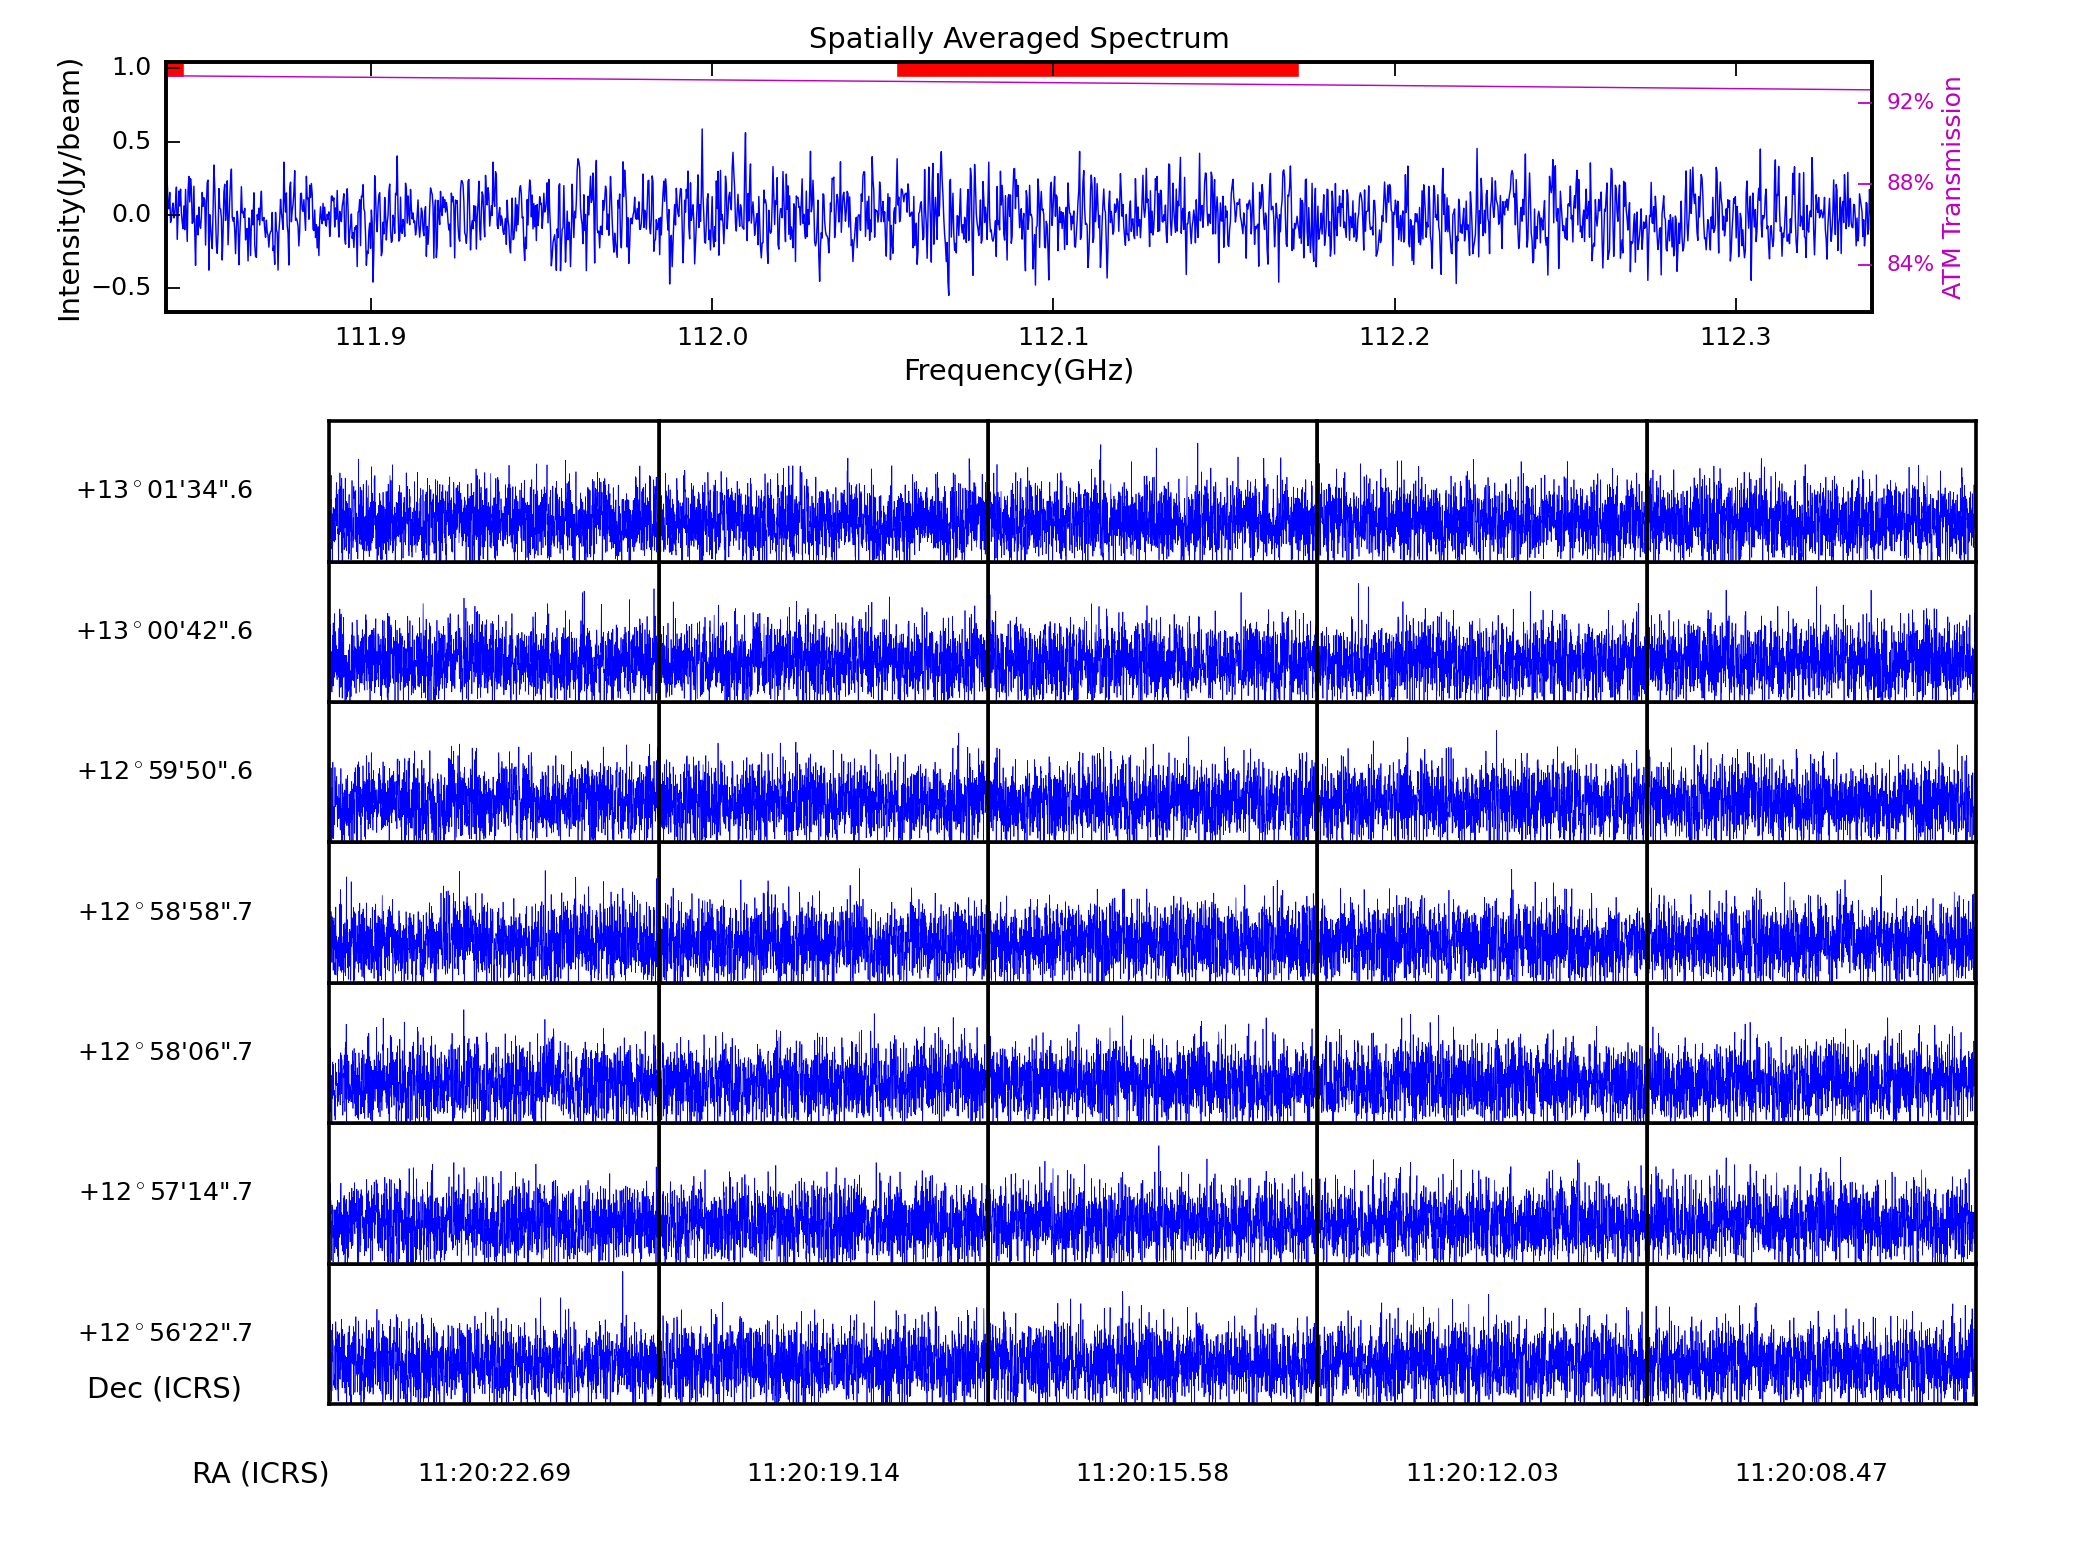 Spatially Averaged Spectrum
Intensity(Jy/beam)
1.0
0.5
0.0
−0.5
92%
88%
84%
ATM Transmission
111.9 112.0 112.1 112.2 112.3
Frequency(GHz)
+13°01'34".6
+13°00'42".6
+12°59'50".6
+12°58'58".7
+12°58'06".7
+12°57'14".7
+12°56'22".7
Dec (ICRS)
RA (ICRS) 11:20:22.69 11:20:19.14 11:20:15.58 11:20:12.03 11:20:08.47